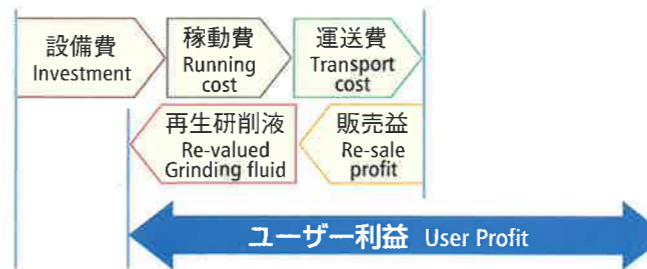 設備費
Investment
稼動費
Running
cost
運送費
Transport
cost
再生研削液
Re-valued
Grinding fluid
販売益
Re-sale
profit
ユーザー利益 User Profit